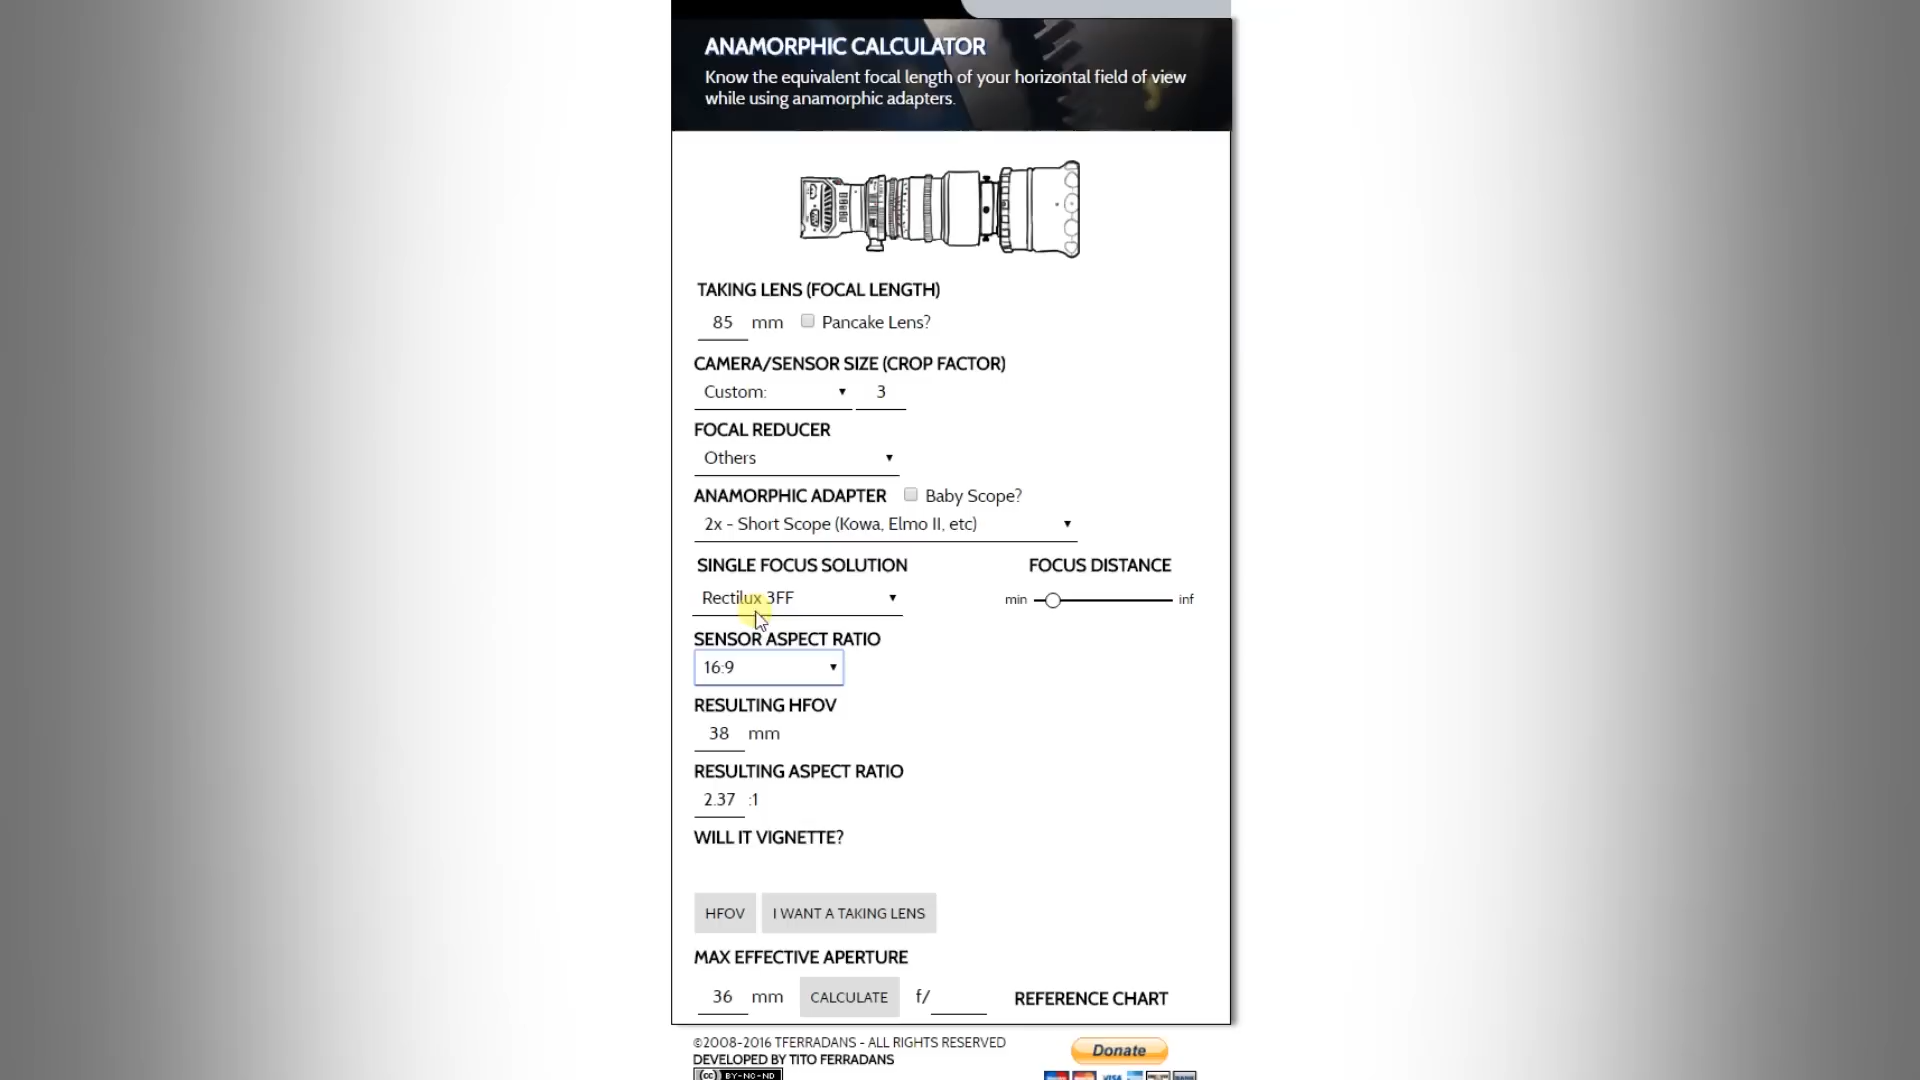 ANAMORPHIC CALCULATOR
Know the equivalent focal length of your horizontal field of view
while using anamorphic adapters.
TAKING LENS (FOCAL LENGTH)
85 mm Pancake Lens?
CAMERA/SENSOR SIZE (CROP FACTOR)
Custom: 3
FOCAL REDUCER
Others
ANAMORPHIC ADAPTER Baby Scope?
2x - Short Scope (Kowa, Elmo II, etc)
SINGLE FOCUS SOLUTION FOCUS DISTANCE
Rectilux 3FF min inf
SENSOR ASPECT RATIO
16:9
RESULTING HFOV
38 mm
RESULTING ASPECT RATIO
2.37 :1
WILL IT VIGNETTE?
HFOV I WANT A TAKING LENS
MAX EFFECTIVE APERTURE
36 mm CALCULATE f/ REFERENCE CHART
©2008-2016 TFERRADANS - ALL RIGHTS RESERVED
DEVELOPED BY TITO FERRADANS
Donate
cc BY-NC-ND
VISA